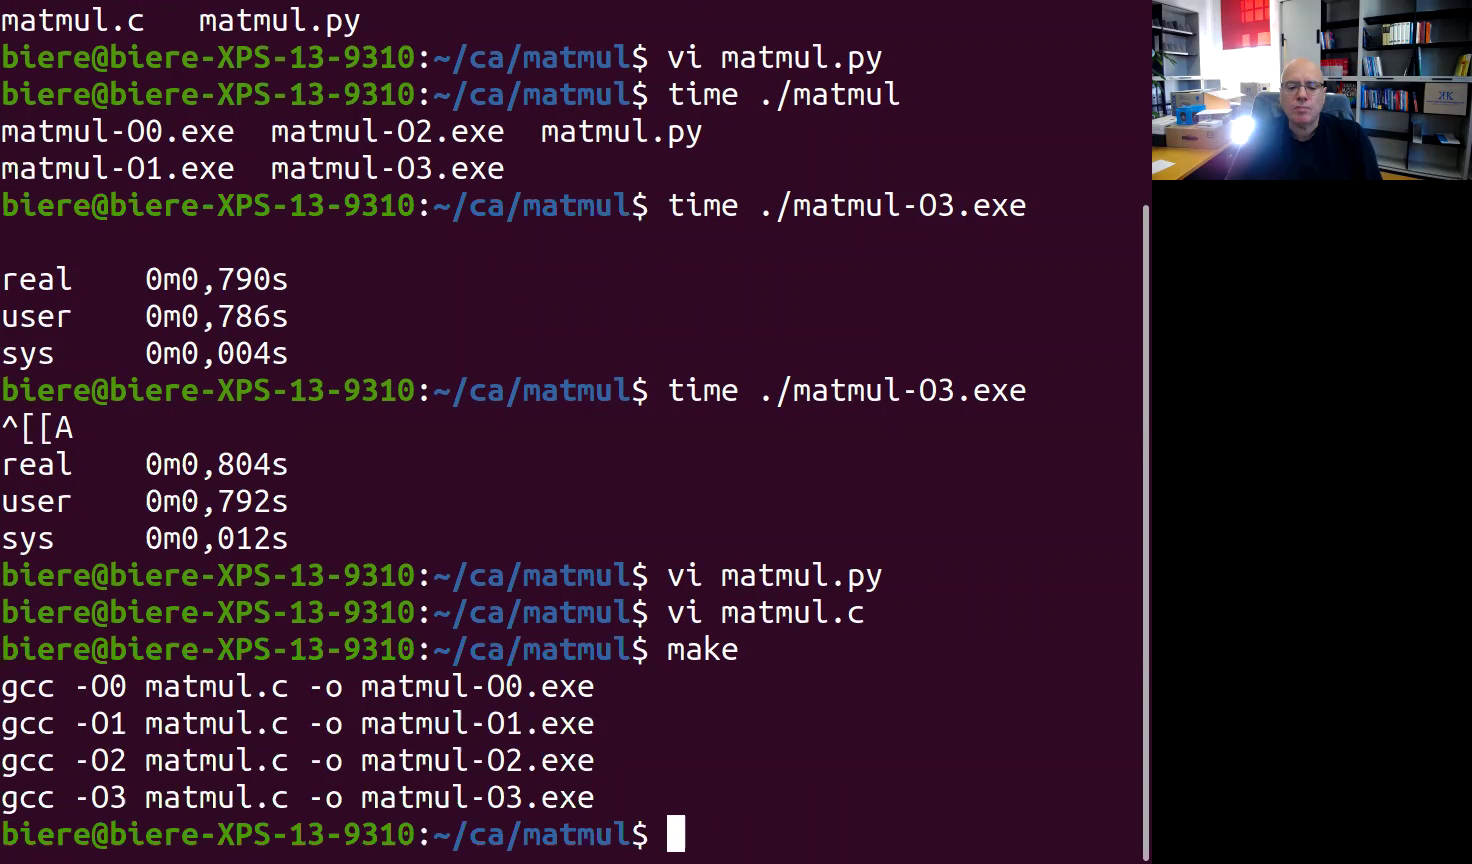 matmul.c   matmul.py
biere@biere-XPS-13-9310:~/ca/matmul$ vi matmul.py
biere@biere-XPS-13-9310:~/ca/matmul$ time ./matmul
matmul-O0.exe  matmul-O2.exe  matmul.py
matmul-O1.exe  matmul-O3.exe
biere@biere-XPS-13-9310:~/ca/matmul$ time ./matmul-O3.exe
real    0m0,790s
user    0m0,786s
sys     0m0,004s
biere@biere-XPS-13-9310:~/ca/matmul$ time ./matmul-O3.exe
^[[A
real    0m0,804s
user    0m0,792s
sys     0m0,012s
biere@biere-XPS-13-9310:~/ca/matmul$ vi matmul.py
biere@biere-XPS-13-9310:~/ca/matmul$ vi matmul.c
biere@biere-XPS-13-9310:~/ca/matmul$ make
gcc -O0 matmul.c -o matmul-O0.exe
gcc -O1 matmul.c -o matmul-O1.exe
gcc -O2 matmul.c -o matmul-O2.exe
gcc -O3 matmul.c -o matmul-O3.exe
biere@biere-XPS-13-9310:~/ca/matmul$